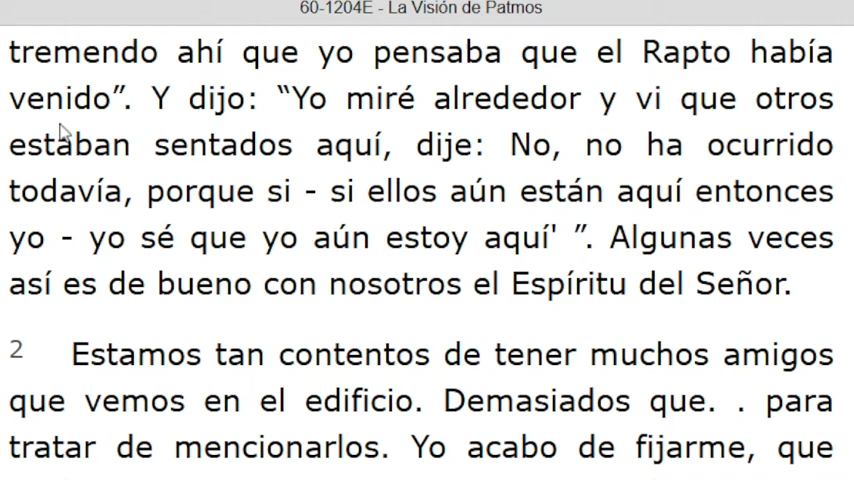 60-1204E - La Visión de Patmos
tremendo ahí que yo pensaba que el Rapto había
venido”. Y dijo: “Yo miré alrededor y vi que otros
estaban sentados aquí, dije: No, no ha ocurrido
todavía, porque si - si ellos aún están aquí entonces
yo - yo sé que yo aún estoy aquí' ”. Algunas veces
así es de bueno con nosotros el Espíritu del Señor.
2 Estamos tan contentos de tener muchos amigos
que vemos en el edificio. Demasiados que. . para
tratar de mencionarlos. Yo acabo de fijarme, que